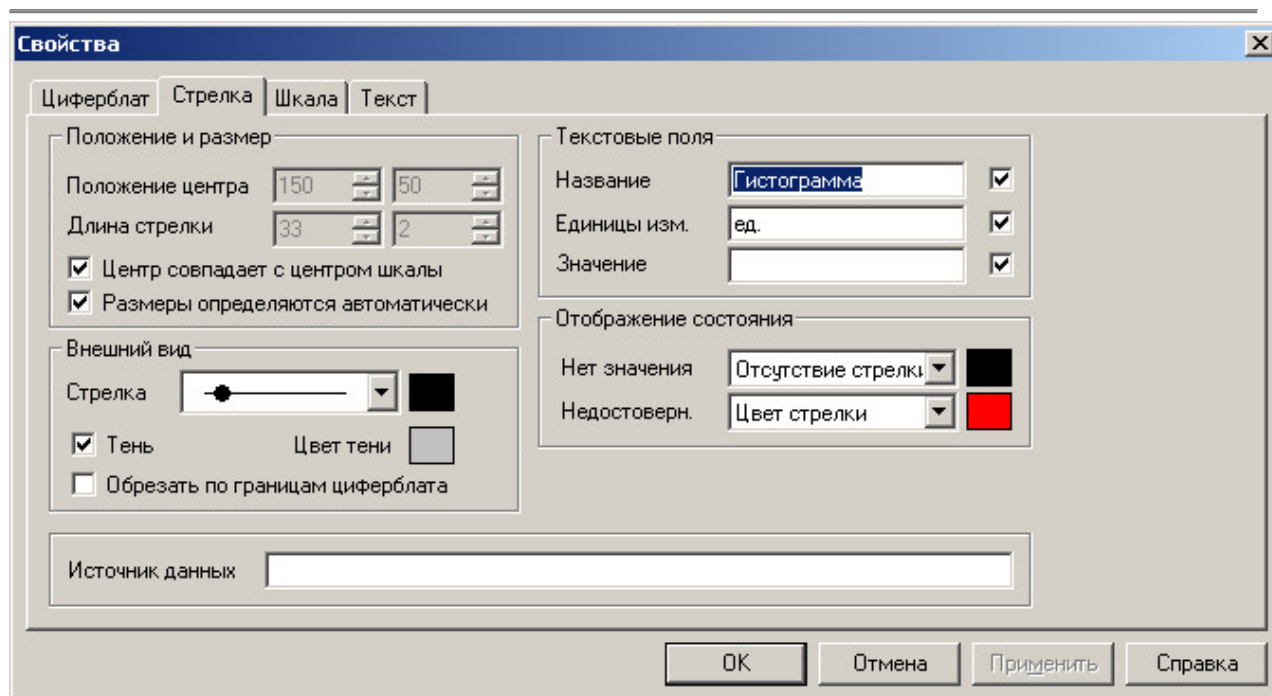 Свойства
Циферблат Стрелка Шкала Текст
Положение и размер
Положение центра 150 50
Длина стрелки 33 2
Центр совпадает с центром шкалы
Размеры определяются автоматически
Внешний вид
Стрелка
Тень Цвет тени
Обрезать по границам циферблата
Текстовые поля
Название Гистограмма
Единицы изм. ед.
Значение
Отображение состояния
Нет значения Отсутствие стрелки
Недостоверн. Цвет стрелки
Источник данных
OK Отмена Применить Справка